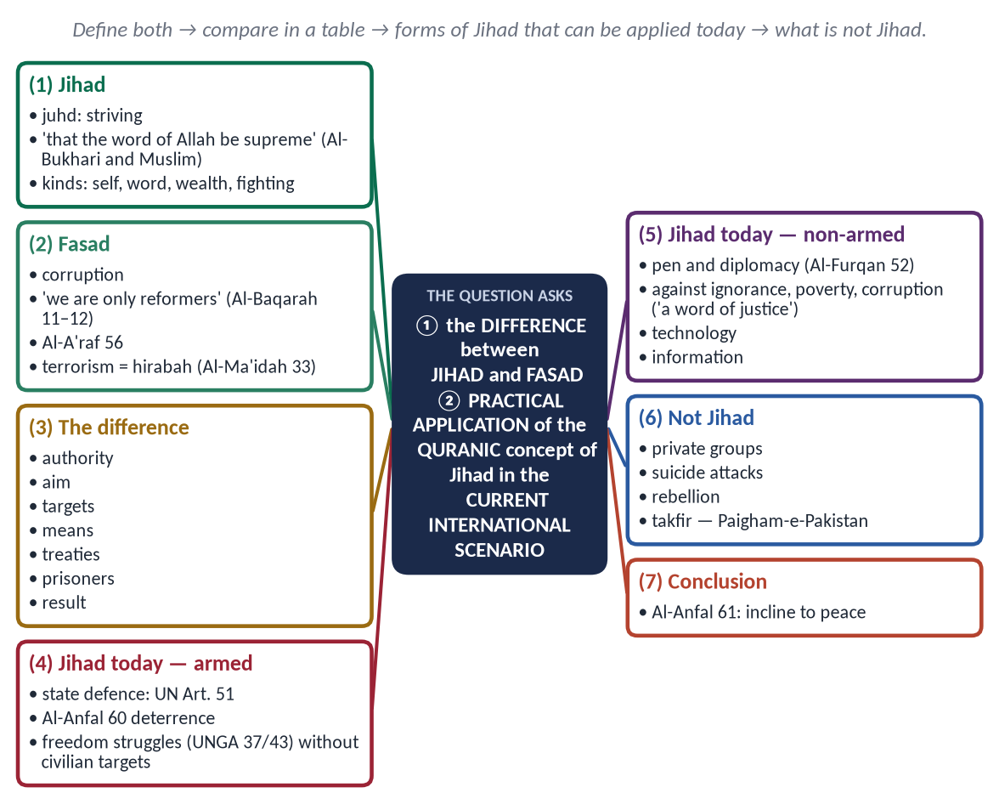 Define both → compare in a table → forms of Jihad that can be applied today → what is not Jihad.
(1) Jihad
• juhd: striving
• 'that the word of Allah be supreme' (Al-
Bukhari and Muslim)
• kinds: self, word, wealth, fighting
(2) Fasad
• corruption
• 'we are only reformers' (Al-Baqarah
11–12)
• Al-A'raf 56
• terrorism = hirabah (Al-Ma'idah 33)
(3) The difference
• authority
• aim
• targets
• means
• treaties
• prisoners
• result
(4) Jihad today — armed
• state defence: UN Art. 51
• Al-Anfal 60 deterrence
• freedom struggles (UNGA 37/43) without
civilian targets
THE QUESTION ASKS
① the DIFFERENCE
between
JIHAD and FASAD
② PRACTICAL
APPLICATION of the
QURANIC concept of
Jihad in the
CURRENT
INTERNATIONAL
SCENARIO
(5) Jihad today — non-armed
• pen and diplomacy (Al-Furqan 52)
• against ignorance, poverty, corruption
('a word of justice')
• technology
• information
(6) Not Jihad
• private groups
• suicide attacks
• rebellion
• takfir — Paigham-e-Pakistan
(7) Conclusion
• Al-Anfal 61: incline to peace